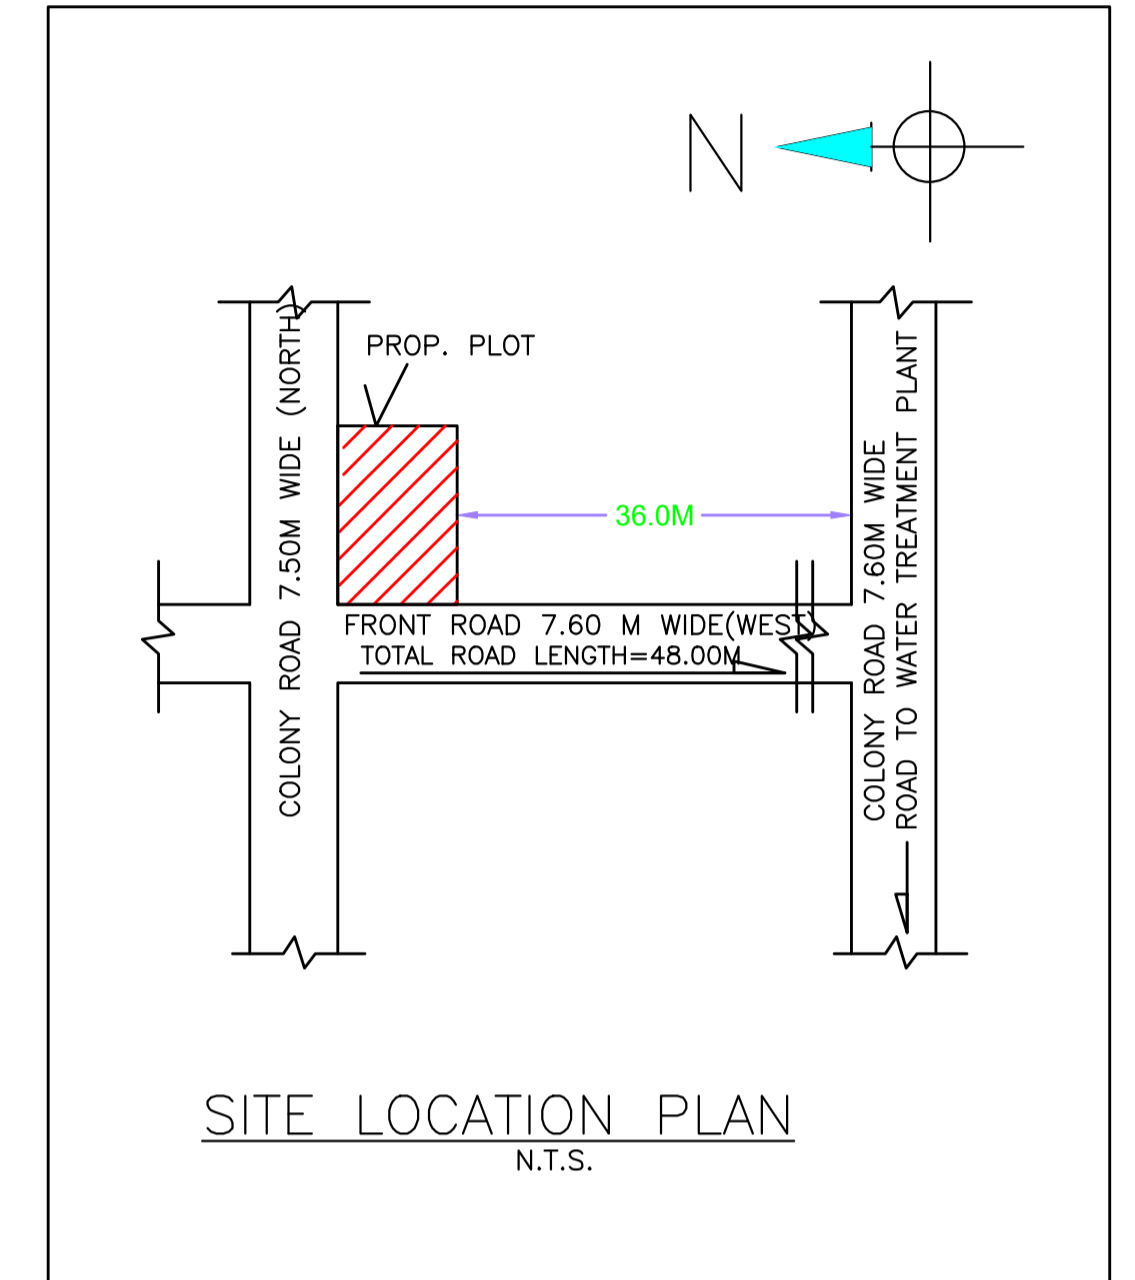 N
PROP. PLOT
COLONY ROAD 7.50M WIDE (NORTH)
36.0M
FRONT ROAD 7.60 M WIDE(WEST)
TOTAL ROAD LENGTH=48.00M
COLONY ROAD 7.60M WIDE
ROAD TO WATER TREATMENT PLANT
SITE LOCATION PLAN
N.T.S.